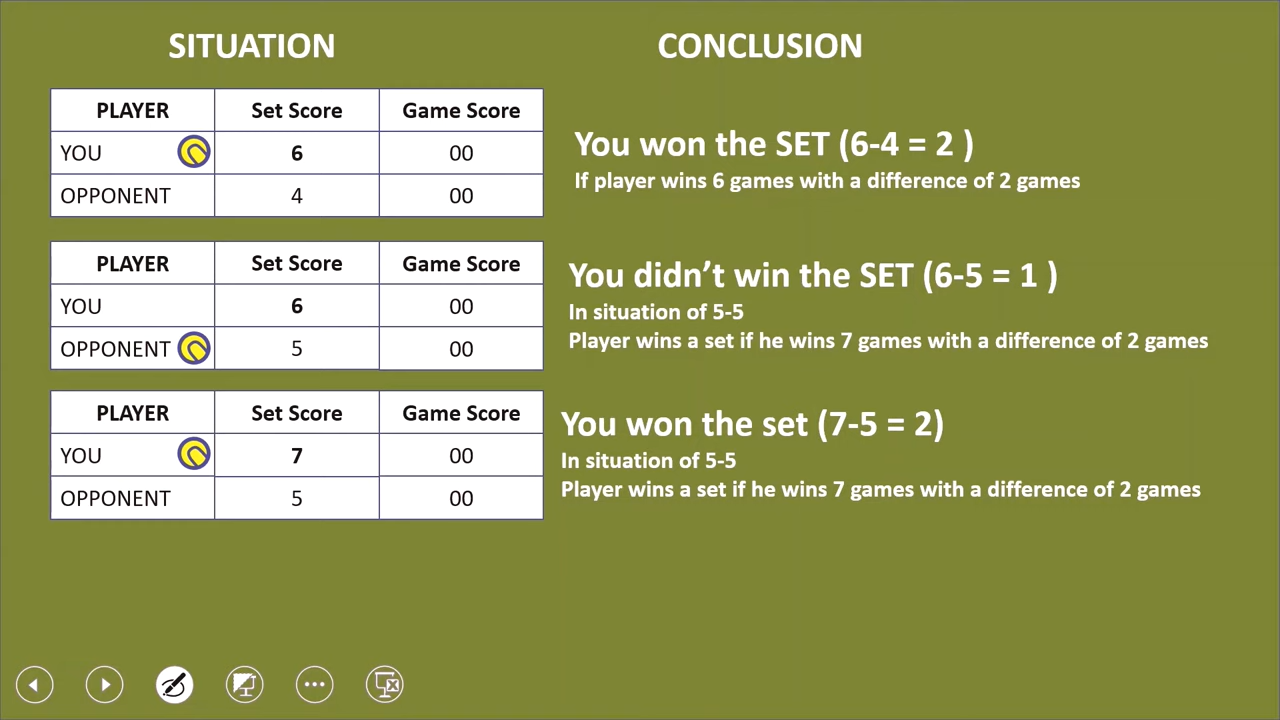 SITUATION
CONCLUSION
PLAYER Set Score Game Score
YOU 6 00
OPPONENT 4 00
You won the SET (6-4 = 2 )
If player wins 6 games with a difference of 2 games
PLAYER Set Score Game Score
YOU 6 00
OPPONENT 5 00
You didn’t win the SET (6-5 = 1 )
In situation of 5-5
Player wins a set if he wins 7 games with a difference of 2 games
PLAYER Set Score Game Score
YOU 7 00
OPPONENT 5 00
You won the set (7-5 = 2)
In situation of 5-5
Player wins a set if he wins 7 games with a difference of 2 games